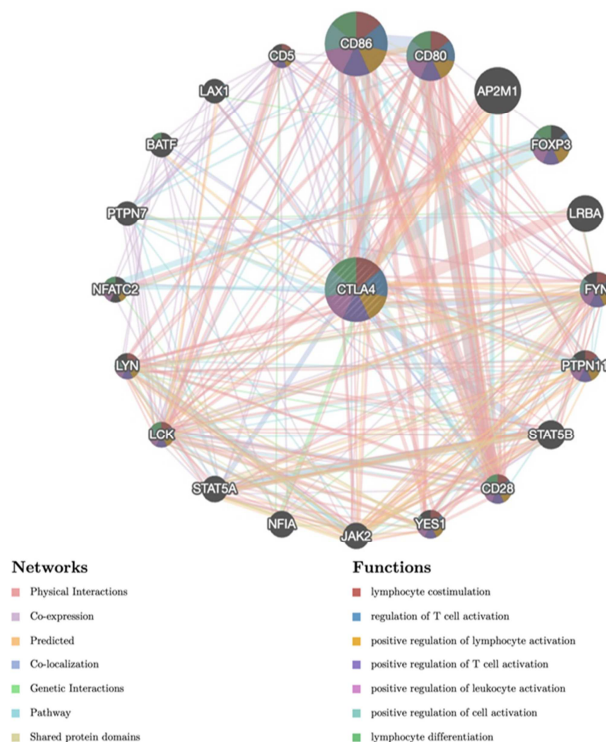 CD86
CD80
CD5
AP2M1
LAX1
FOXP3
BATF
PTPN7
LRBA
NFATC2
CTLA4
FYN
LYN
PTPN11
LCK
STAT5B
STAT5A
CD28
NFIA
JAK2
YES1
Networks
Physical Interactions
Co-expression
Predicted
Co-localization
Genetic Interactions
Pathway
Shared protein domains
Functions
lymphocyte costimulation
regulation of T cell activation
positive regulation of lymphocyte activation
positive regulation of T cell activation
positive regulation of leukocyte activation
positive regulation of cell activation
lymphocyte differentiation